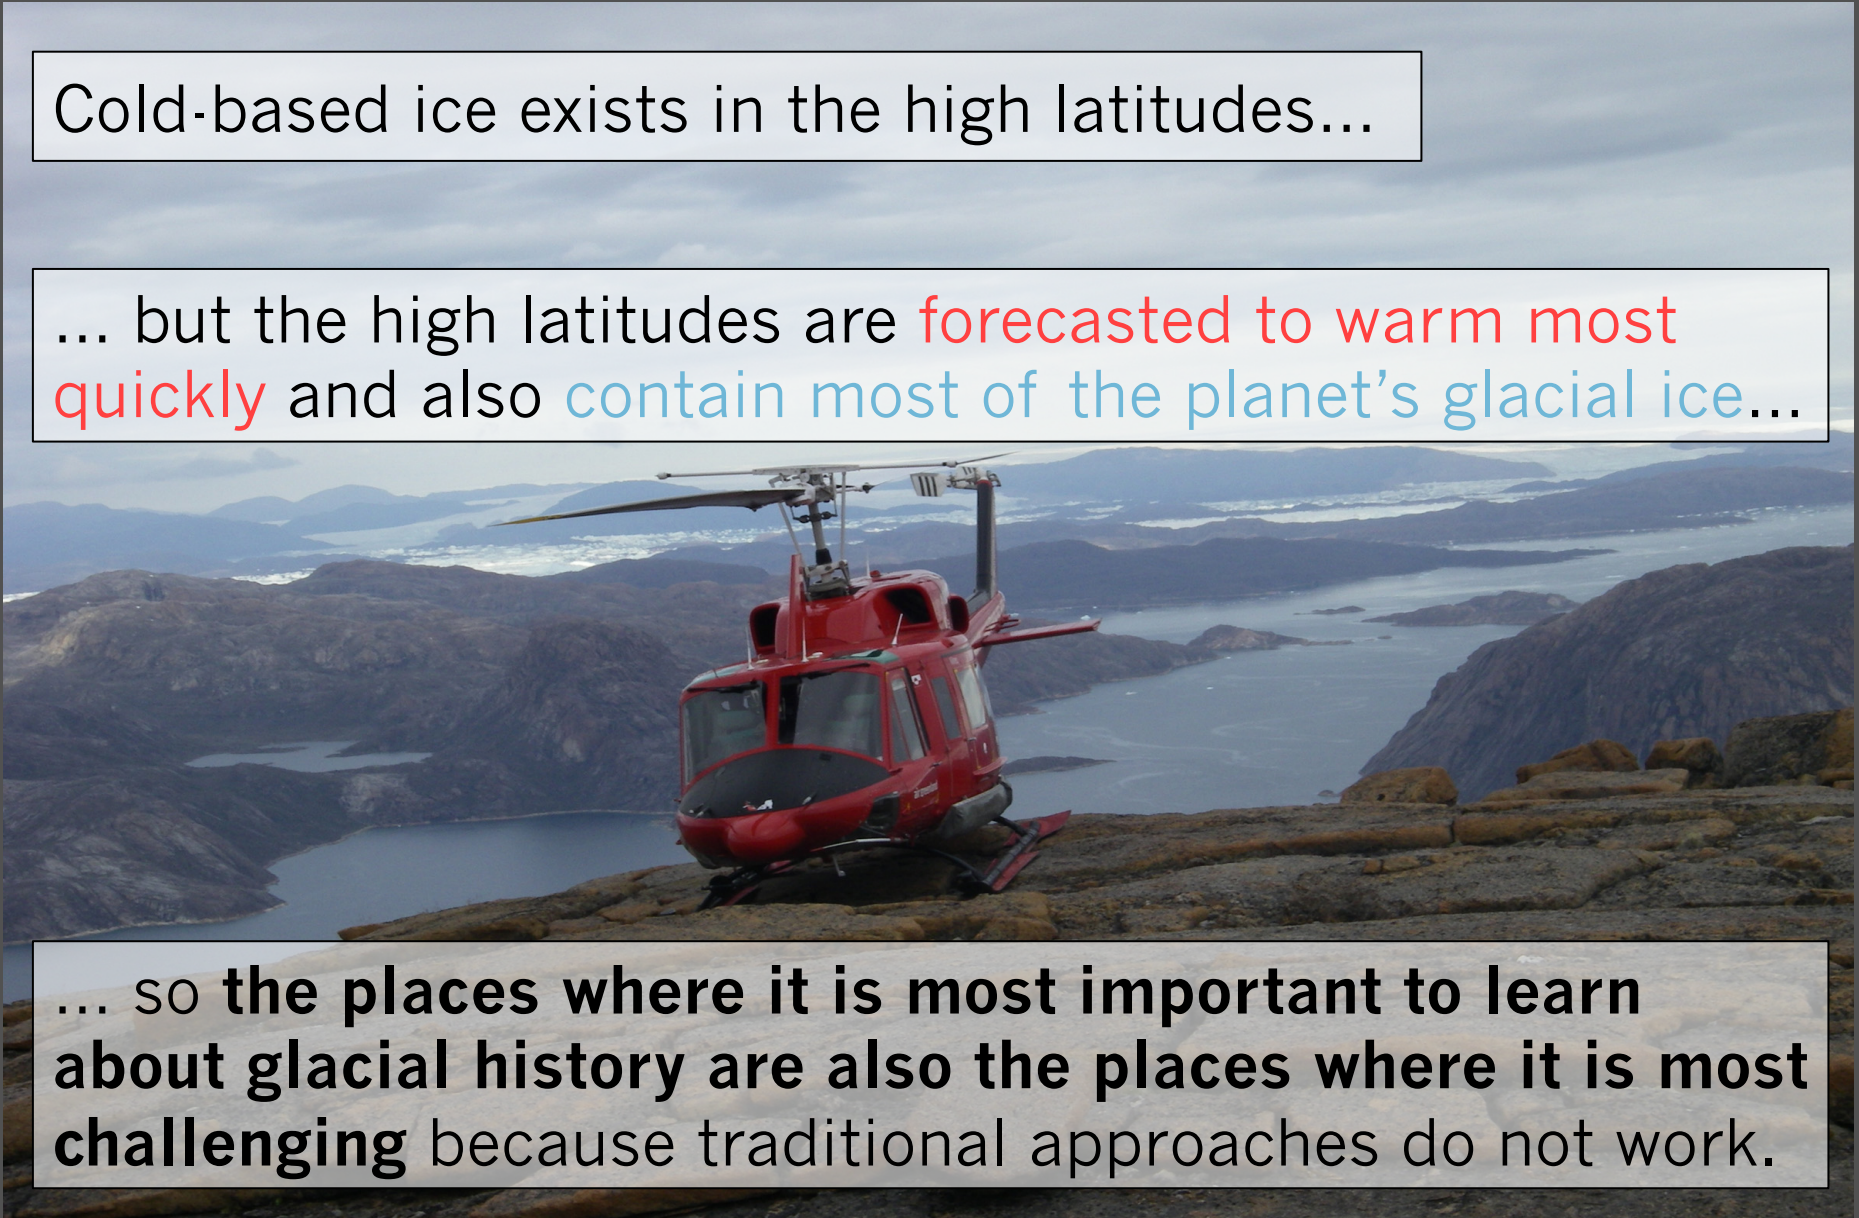 Cold-based ice exists in the high latitudes...
... but the high latitudes are forecasted to warm most
quickly and also contain most of the planet's glacial ice...
... so the places where it is most important to learn
about glacial history are also the places where it is most
challenging because traditional approaches do not work.